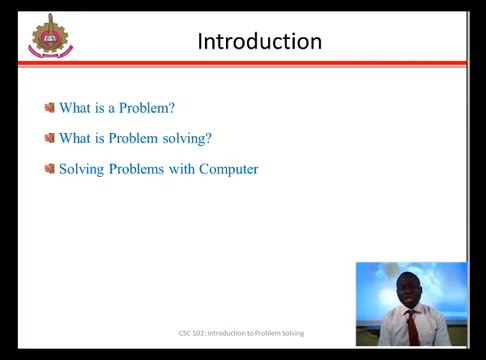 Introduction
What is a Problem?
What is Problem solving?
Solving Problems with Computer
CSC 102: Introduction to Problem Solving